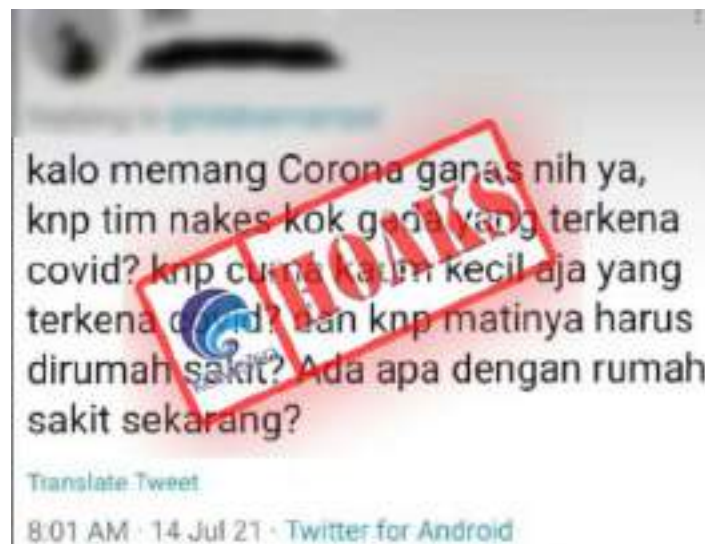 kalo memang Corona ganas nih ya,
knp tim nakes kok gada yang terkena
covid? knp cuma kaum kecil aja yang
terkena covid? dan knp matinya harus
dirumah sakit? Ada apa dengan rumah
sakit sekarang?
HOAKS
Translate Tweet
8:01 AM · 14 Jul 21 · Twitter for Android